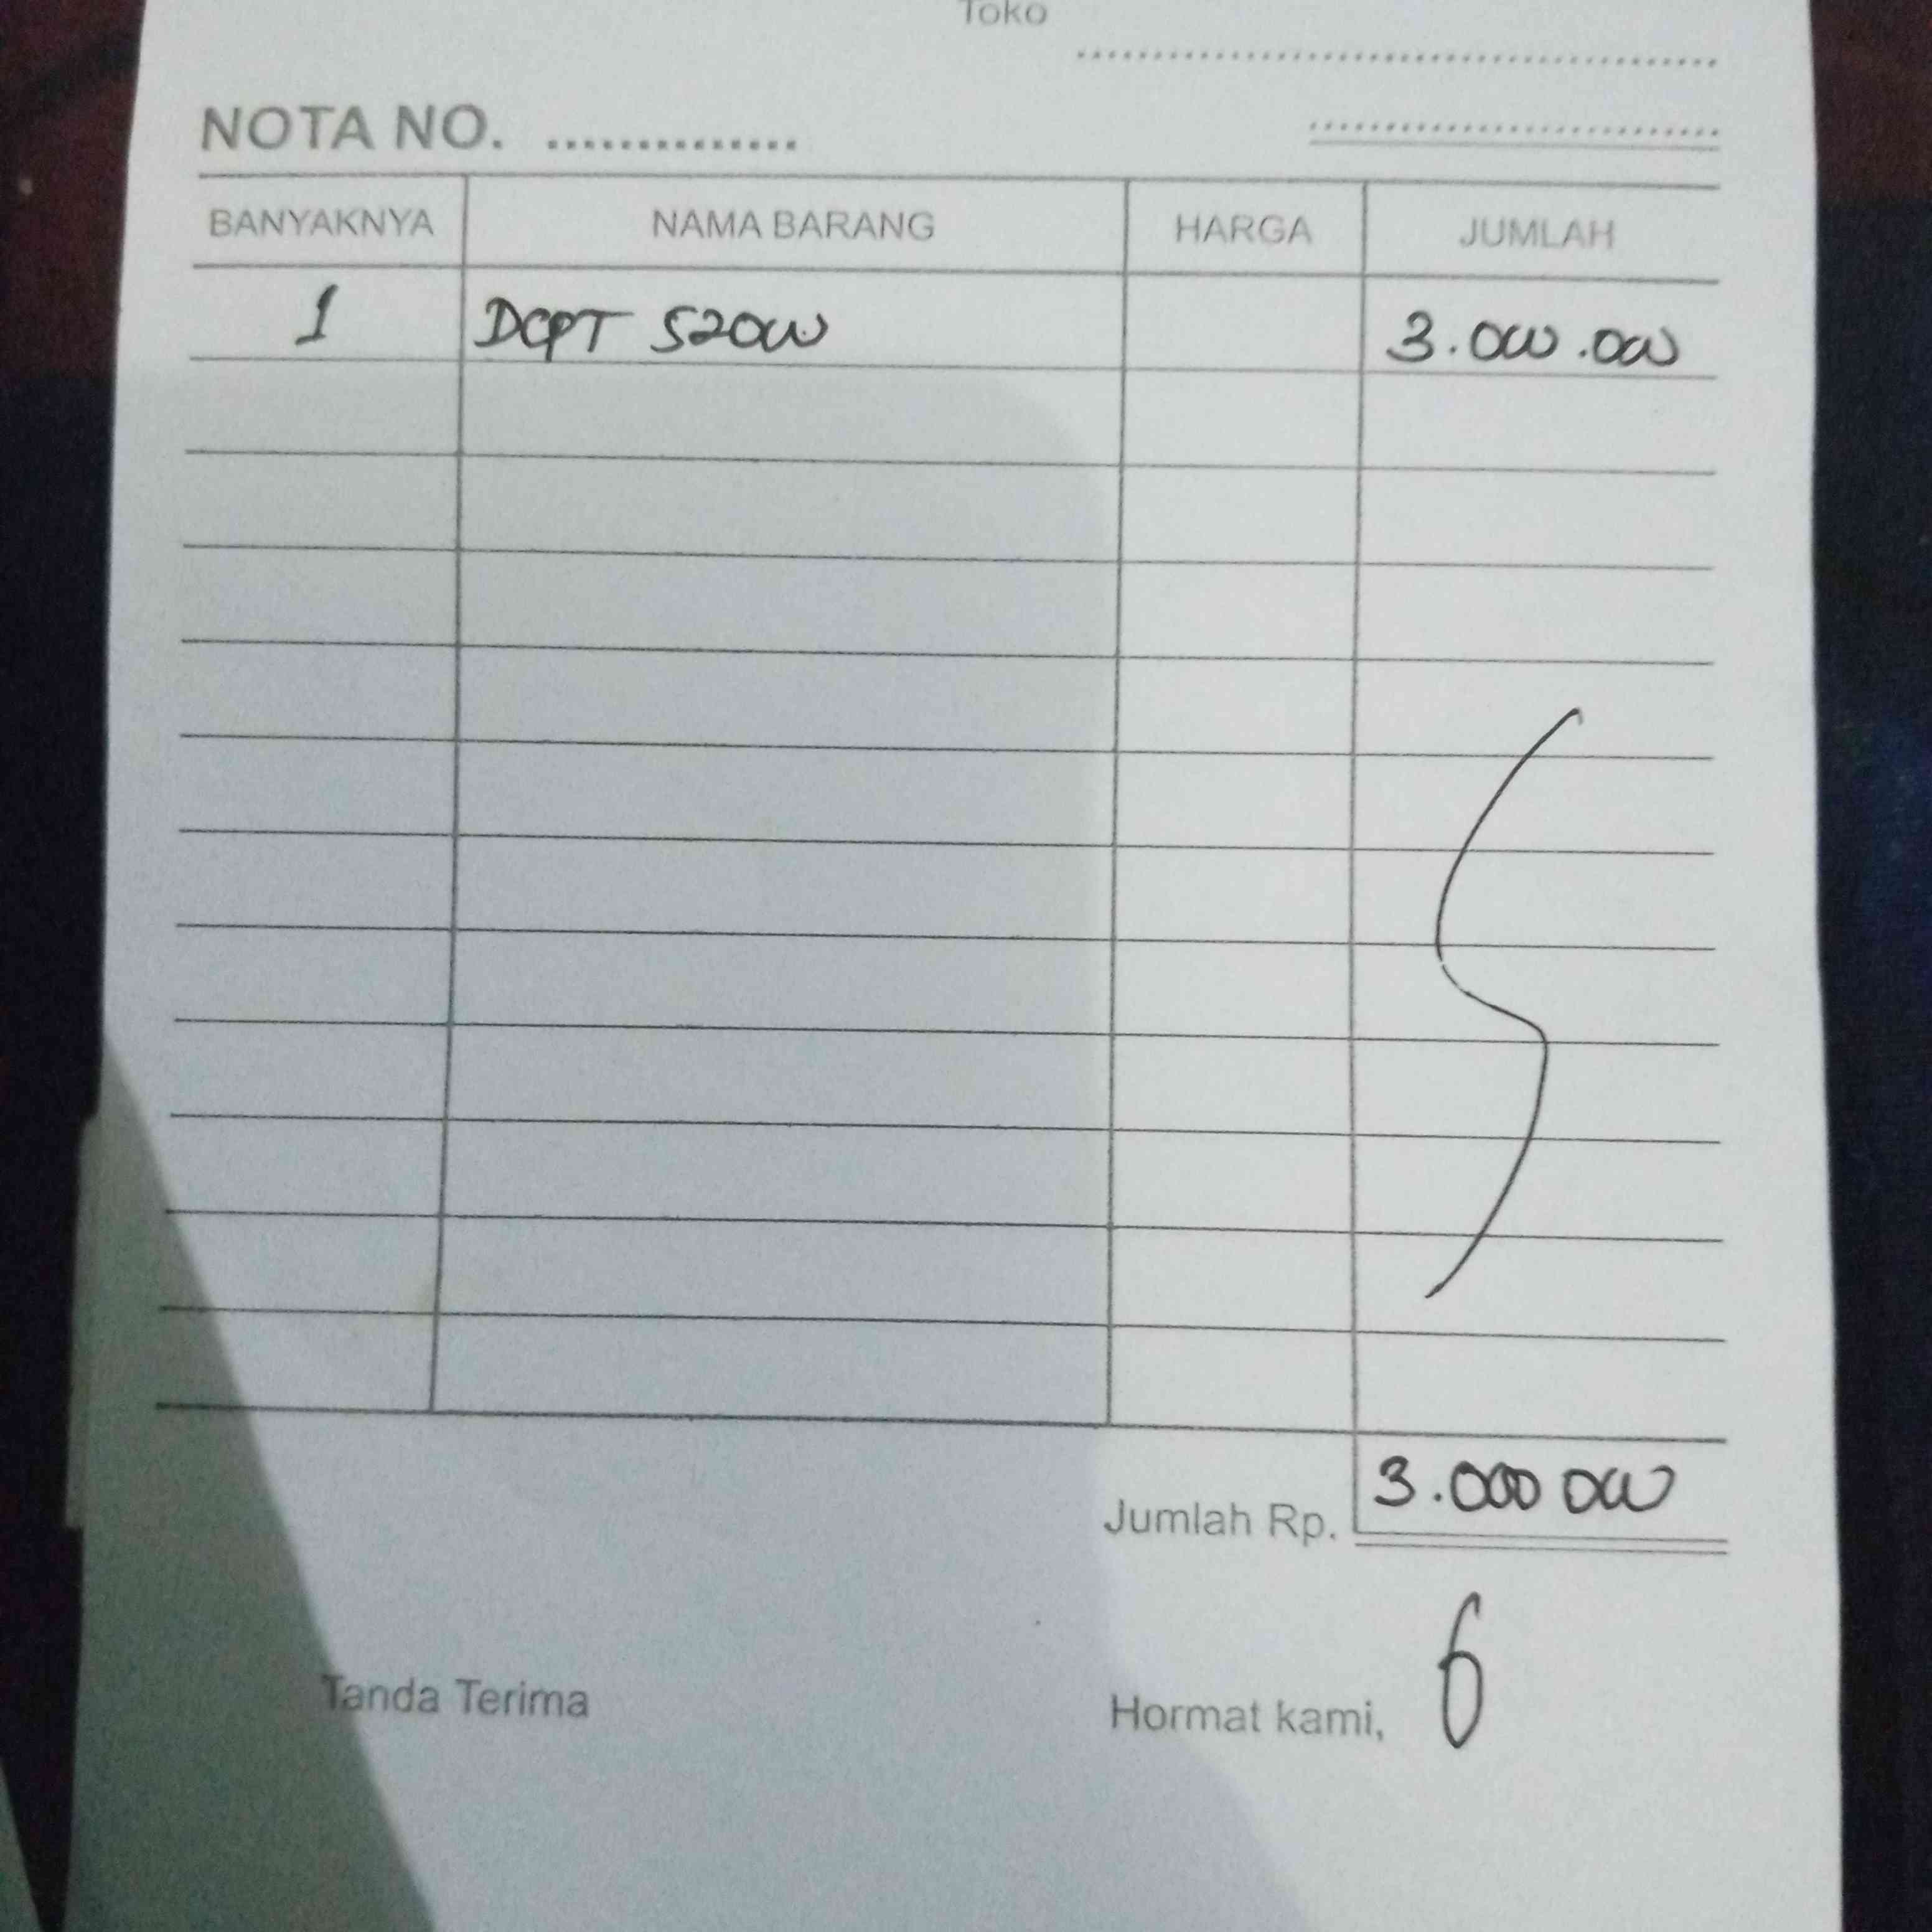 Toko
NOTA NO. ..............
BANYAKNYA NAMA BARANG HARGA JUMLAH
1 DCPT 520W 3.000.000
Jumlah Rp. 3.000 000
Tanda Terima Hormat kami,